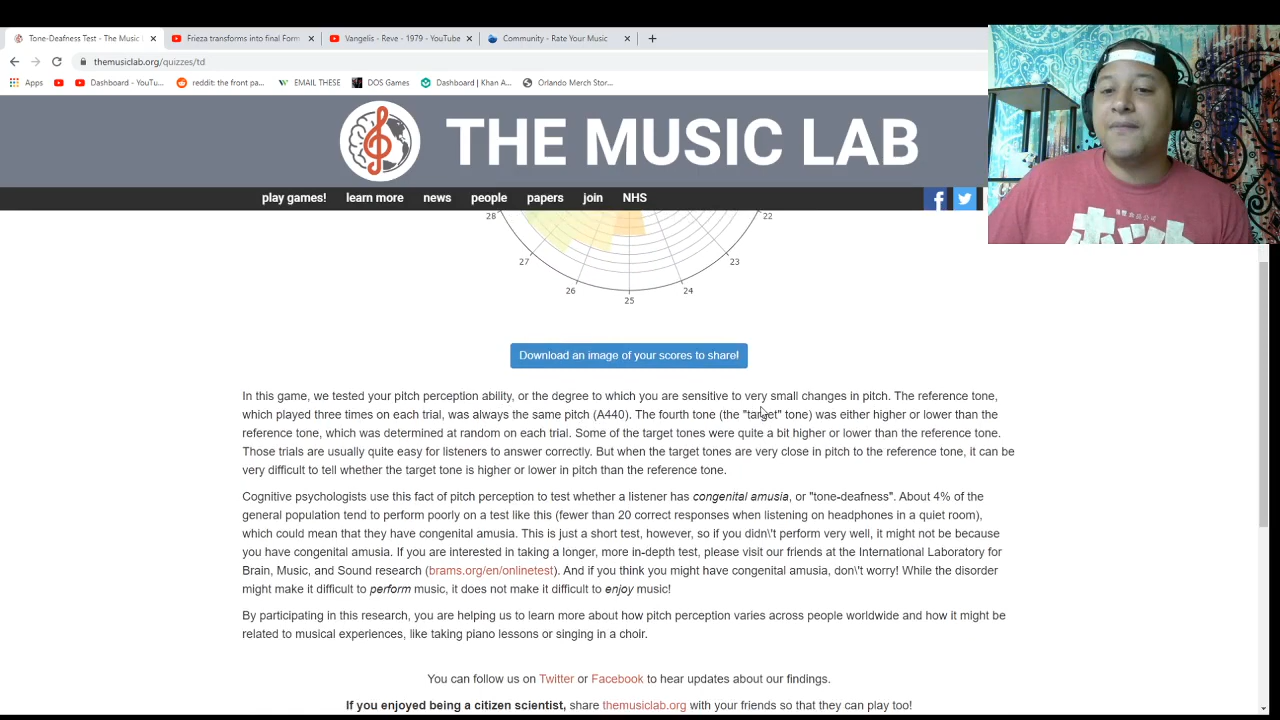 Tone-Deafness Test - The Music L
Frieza transforms into final Form
Vangelis - Reve - 1979 - YouTube
Community - Rate Your Music
themusiclab.org/quizzes/td
Apps
Dashboard - YouTu...
reddit: the front pa...
EMAIL THESE
DOS Games
Dashboard | Khan A...
Orlando Merch Stor...
THE MUSIC LAB
play games! learn more news people papers join NHS
28
22
27
23
26
24
25
Download an image of your scores to share!
In this game, we tested your pitch perception ability, or the degree to which you are sensitive to very small changes in pitch. The reference tone,
which played three times on each trial, was always the same pitch (A440). The fourth tone (the "target" tone) was either higher or lower than the
reference tone, which was determined at random on each trial. Some of the target tones were quite a bit higher or lower than the reference tone.
Those trials are usually quite easy for listeners to answer correctly. But when the target tones are very close in pitch to the reference tone, it can be
very difficult to tell whether the target tone is higher or lower in pitch than the reference tone.
Cognitive psychologists use this fact of pitch perception to test whether a listener has congenital amusia, or "tone-deafness". About 4% of the
general population tend to perform poorly on a test like this (fewer than 20 correct responses when listening on headphones in a quiet room),
which could mean that they have congenital amusia. This is just a short test, however, so if you didn\'t perform very well, it might not be because
you have congenital amusia. If you are interested in taking a longer, more in-depth test, please visit our friends at the International Laboratory for
Brain, Music, and Sound research (brams.org/en/onlinetest). And if you think you might have congenital amusia, don\'t worry! While the disorder
might make it difficult to perform music, it does not make it difficult to enjoy music!
By participating in this research, you are helping us to learn more about how pitch perception varies across people worldwide and how it might be
related to musical experiences, like taking piano lessons or singing in a choir.
You can follow us on Twitter or Facebook to hear updates about our findings.
If you enjoyed being a citizen scientist, share themusiclab.org with your friends so that they can play too!